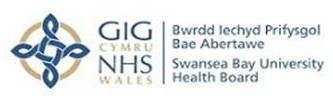 GIG
CYMRU
NHS
WALES
Bwrdd Iechyd Prifysgol
Bae Abertawe
Swansea Bay University
Health Board